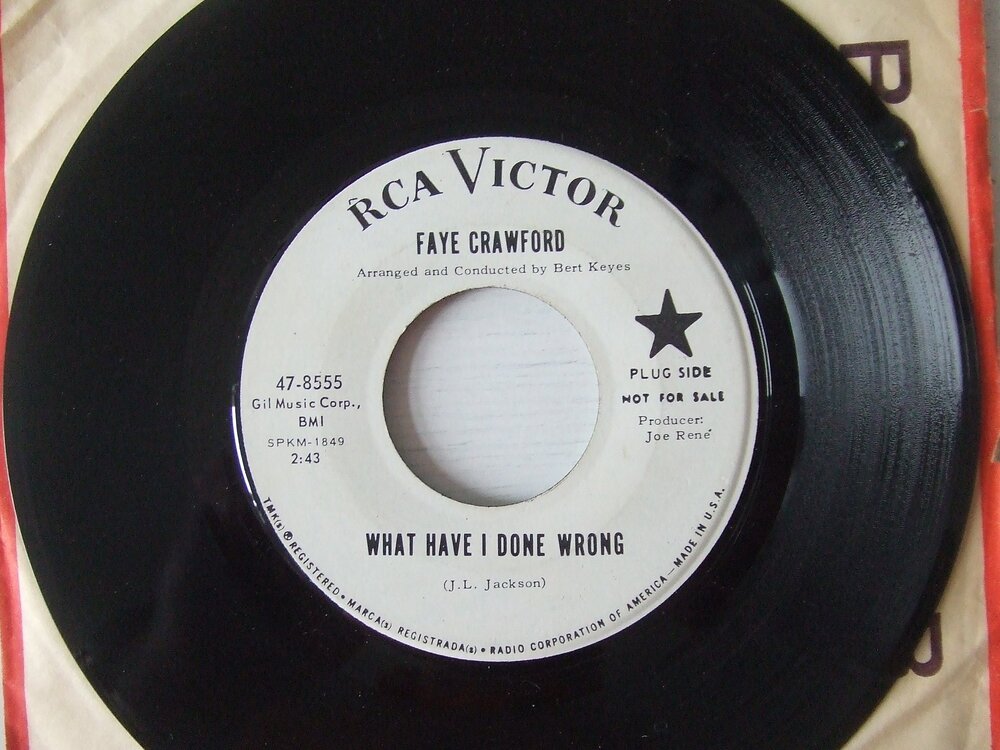 RCA VICTOR
FAYE CRAWFORD
Arranged and Conducted by Bert Keyes
47-8555
Gil Music Corp.,
BMI
SPKM-1849
2:43
PLUG SIDE
NOT FOR SALE
Producer:
Joe René
WHAT HAVE I DONE WRONG
(J.L. Jackson)
TMK(s) ® REGISTERED • MARCA(s) REGISTRADA(s) • RADIO CORPORATION OF AMERICA — MADE IN U.S.A.